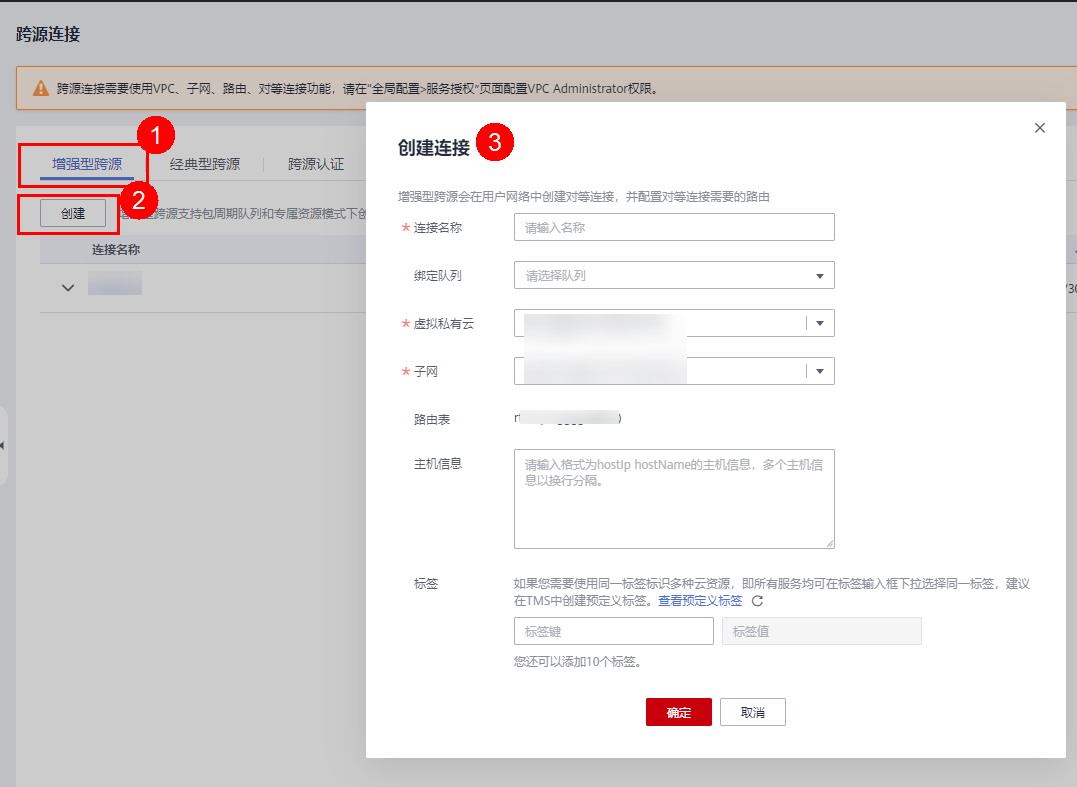 跨源连接
跨源连接需要使用VPC、子网、路由、对等连接功能，请在"全局配置>服务授权"页面配置VPC Administrator权限。
1
增强型跨源 经典型跨源 跨源认证
2
创建 跨源支持包周期队列和专属资源模式下创
连接名称
创建连接 3
增强型跨源会在用户网络中创建对等连接，并配置对等连接需要的路由
* 连接名称 请输入名称
绑定队列 请选择队列
* 虚拟私有云
* 子网
路由表
主机信息 请输入格式为hostIp hostName的主机信息，多个主机信
息以换行分隔。
标签 如果您需要使用同一标签标识多种云资源，即所有服务均可在标签输入框下拉选择同一标签，建议
在TMS中创建预定义标签。查看预定义标签
标签键 标签值
您还可以添加10个标签。
确定 取消